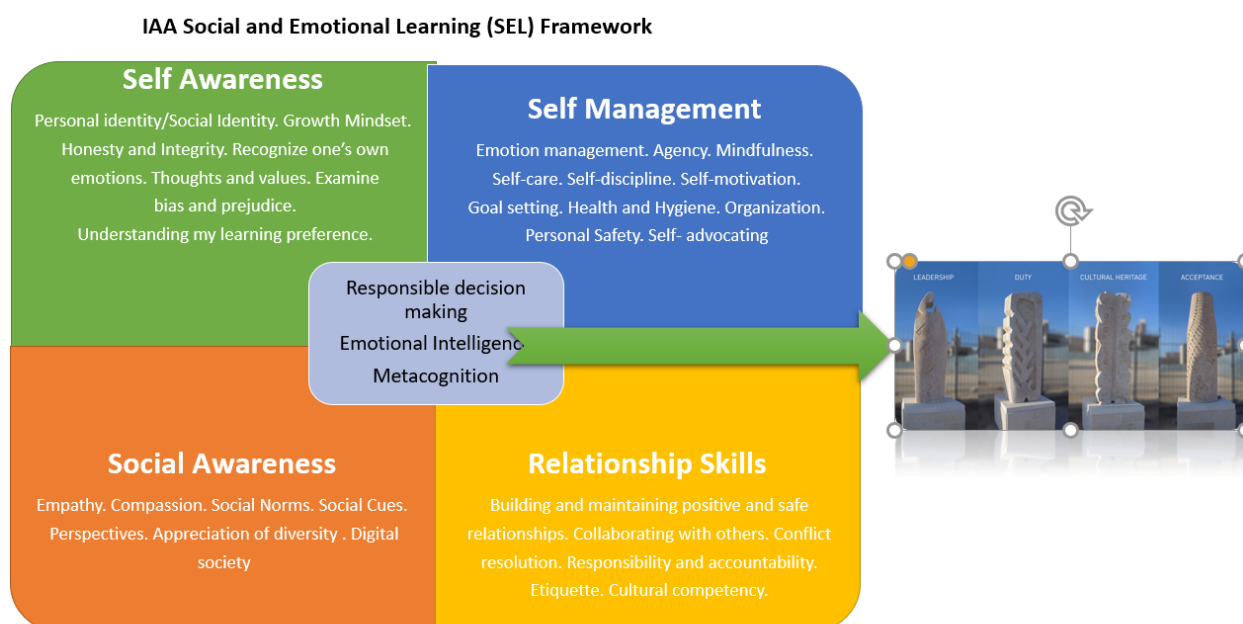 IAA Social and Emotional Learning (SEL) Framework
Self Awareness
Personal identity/Social Identity. Growth Mindset.
Honesty and Integrity. Recognize one's own
emotions. Thoughts and values. Examine
bias and prejudice.
Understanding my learning preference.
Self Management
Emotion management. Agency. Mindfulness.
Self-care. Self-discipline. Self-motivation.
Goal setting. Health and Hygiene. Organization.
Personal Safety. Self- advocating
Responsible decision
making
Emotional Intelligenc
Metacognition
LEADERSHIP
DUTY
CULTURAL HERITAGE
ACCEPTANCE
Social Awareness
Empathy. Compassion. Social Norms. Social Cues.
Perspectives. Appreciation of diversity . Digital
society
Relationship Skills
Building and maintaining positive and safe
relationships. Collaborating with others. Conflict
resolution. Responsibility and accountability.
Etiquette. Cultural competency.